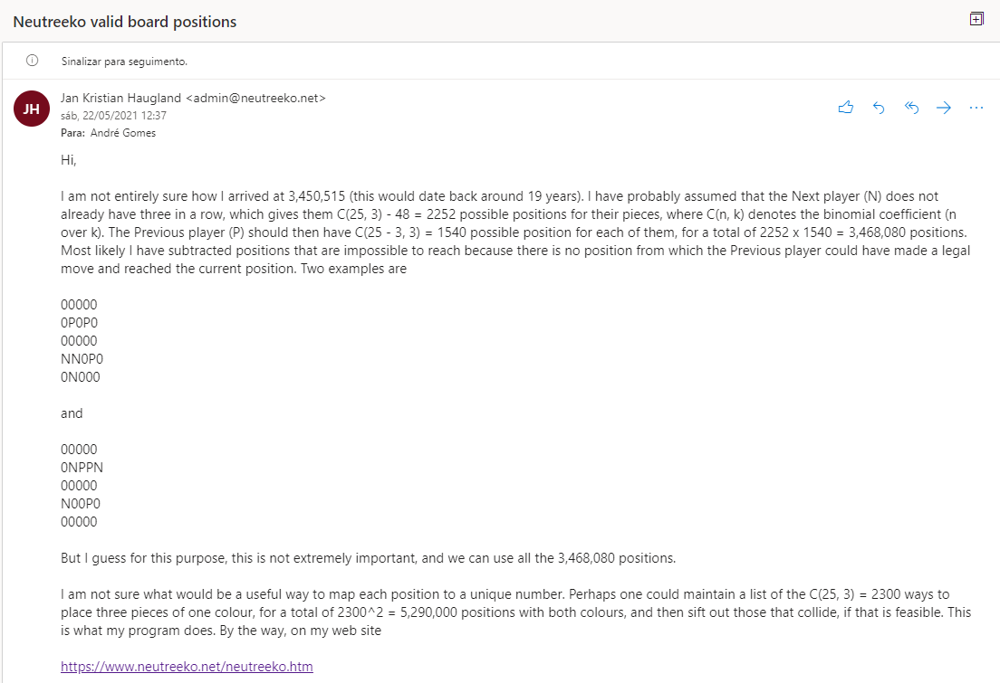 Neutreeko valid board positions
Sinalizar para seguimento.
JH
Jan Kristian Haugland <admin@neutreeko.net>
sáb, 22/05/2021 12:37
Para: André Gomes
Hi,
I am not entirely sure how I arrived at 3,450,515 (this would date back around 19 years). I have probably assumed that the Next player (N) does not
already have three in a row, which gives them C(25, 3) - 48 = 2252 possible positions for their pieces, where C(n, k) denotes the binomial coefficient (n
over k). The Previous player (P) should then have C(25 - 3, 3) = 1540 possible position for each of them, for a total of 2252 x 1540 = 3,468,080 positions.
Most likely I have subtracted positions that are impossible to reach because there is no position from which the Previous player could have made a legal
move and reached the current position. Two examples are
00000
0P0P0
00000
NN0P0
0N000
and
00000
0NPPN
00000
N00P0
00000
But I guess for this purpose, this is not extremely important, and we can use all the 3,468,080 positions.
I am not sure what would be a useful way to map each position to a unique number. Perhaps one could maintain a list of the C(25, 3) = 2300 ways to
place three pieces of one colour, for a total of 2300^2 = 5,290,000 positions with both colours, and then sift out those that collide, if that is feasible. This
is what my program does. By the way, on my web site
https://www.neutreeko.net/neutreeko.htm